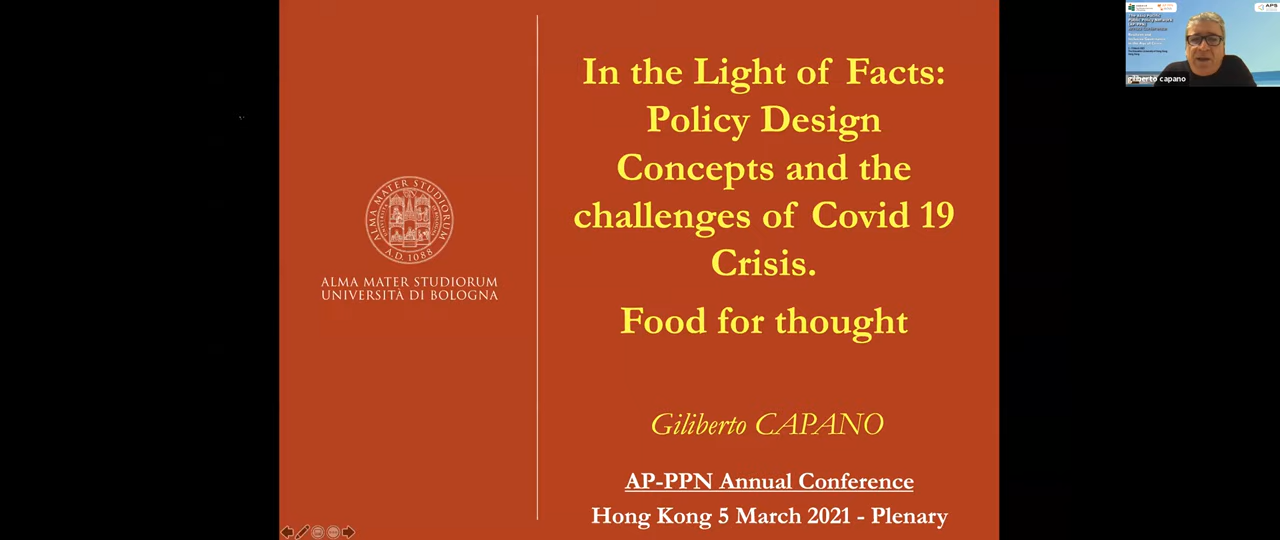 In the Light of Facts:
Policy Design
Concepts and the
challenges of Covid 19
Crisis.
Food for thought
Giliberto CAPANO
AP-PPN Annual Conference
Hong Kong 5 March 2021 - Plenary
ALMA MATER STUDIORUM
A.D. 1088
ALMA MATER STUDIORUM
UNIVERSITÀ DI BOLOGNA
APS
giliberto capano